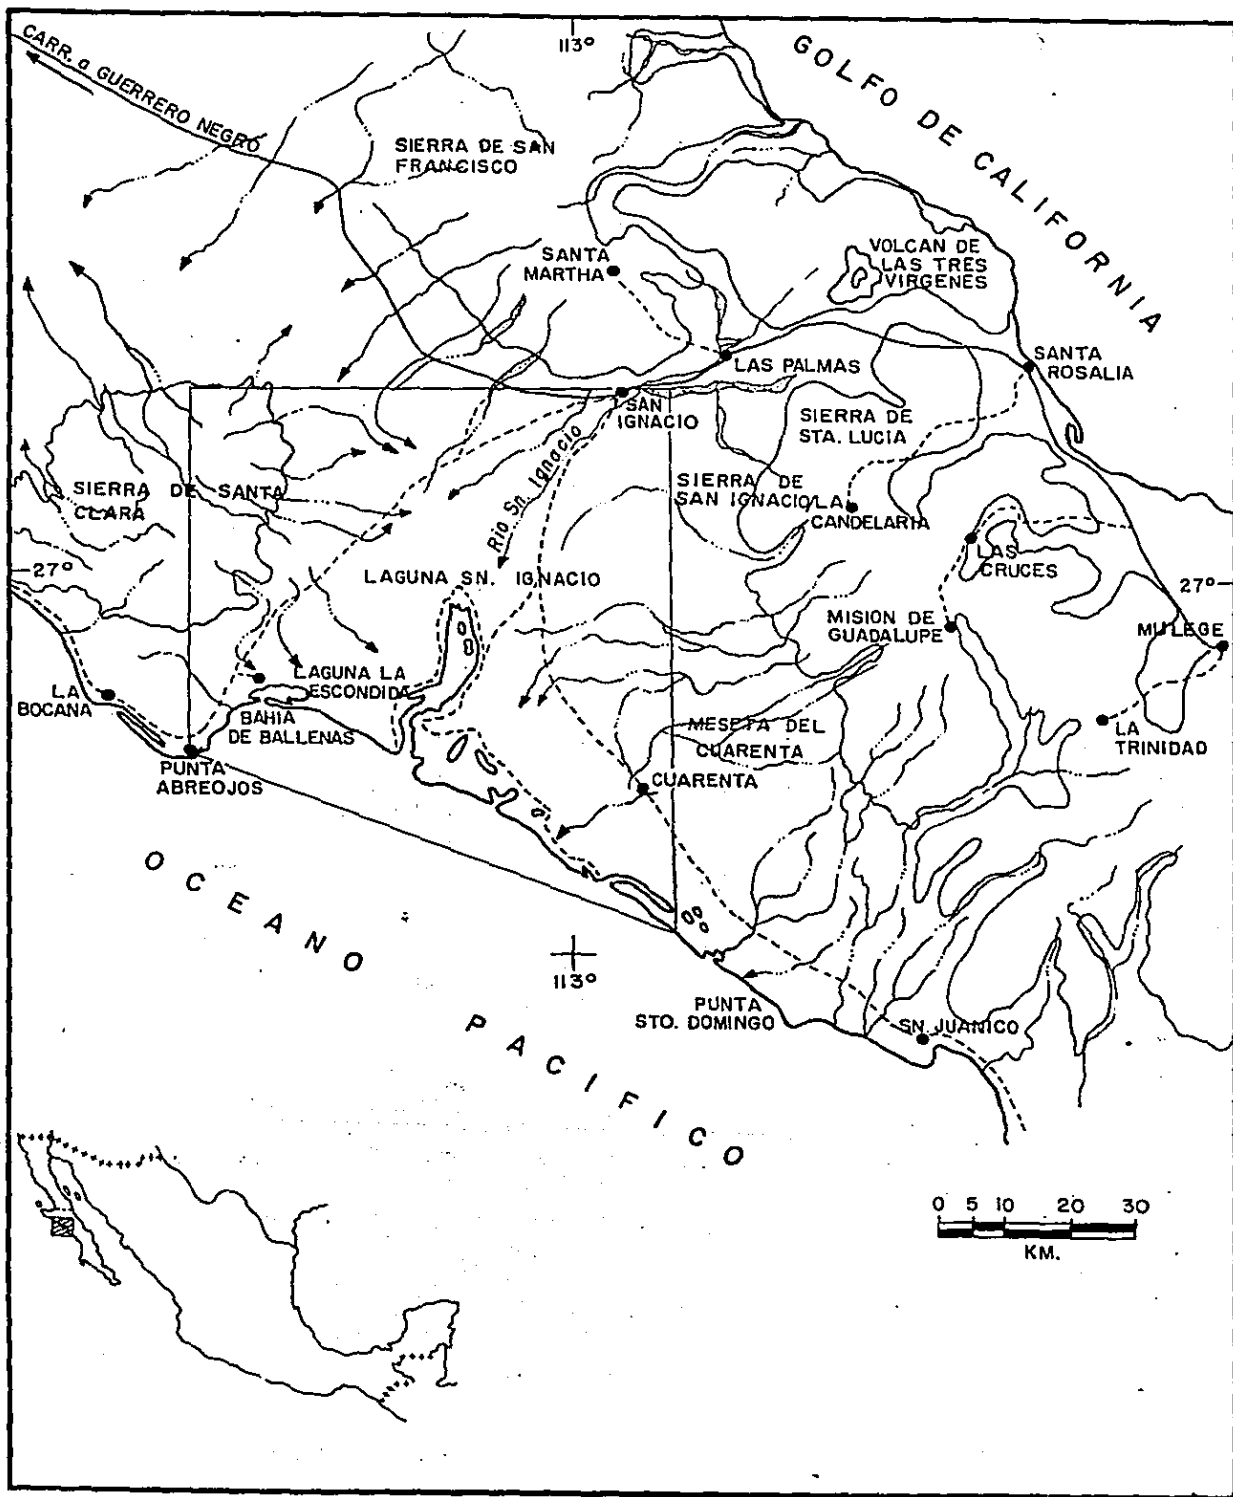 113°
GOLFO DE CALIFORNIA
CARR. a GUERRERO NEGRO
SIERRA DE SAN
FRANCISCO
SANTA
MARTHA
VOLCAN DE
LAS TRES
VIRGENES
LAS PALMAS
SANTA
ROSALIA
SAN
IGNACIO
SIERRA DE
STA. LUCIA
Rio Sn. Ignacio
SIERRA DE SANTA
CLARA
SIERRA DE
SAN IGNACIO
LA
CANDELARIA
LAS
CRUCES
27°
27°
LAGUNA SN. IGNACIO
MISION DE
GUADALUPE
MULEGE
LA
BOCANA
LAGUNA LA
ESCONDIDA
BAHIA
DE BALLENAS
PUNTA
ABREOJOS
MESETA DEL
CUARENTA
CUARENTA
LA
TRINIDAD
OCEANO PACIFICO
113°
PUNTA
STO. DOMINGO
SN. JUANICO
0 5 10 20 30
KM.